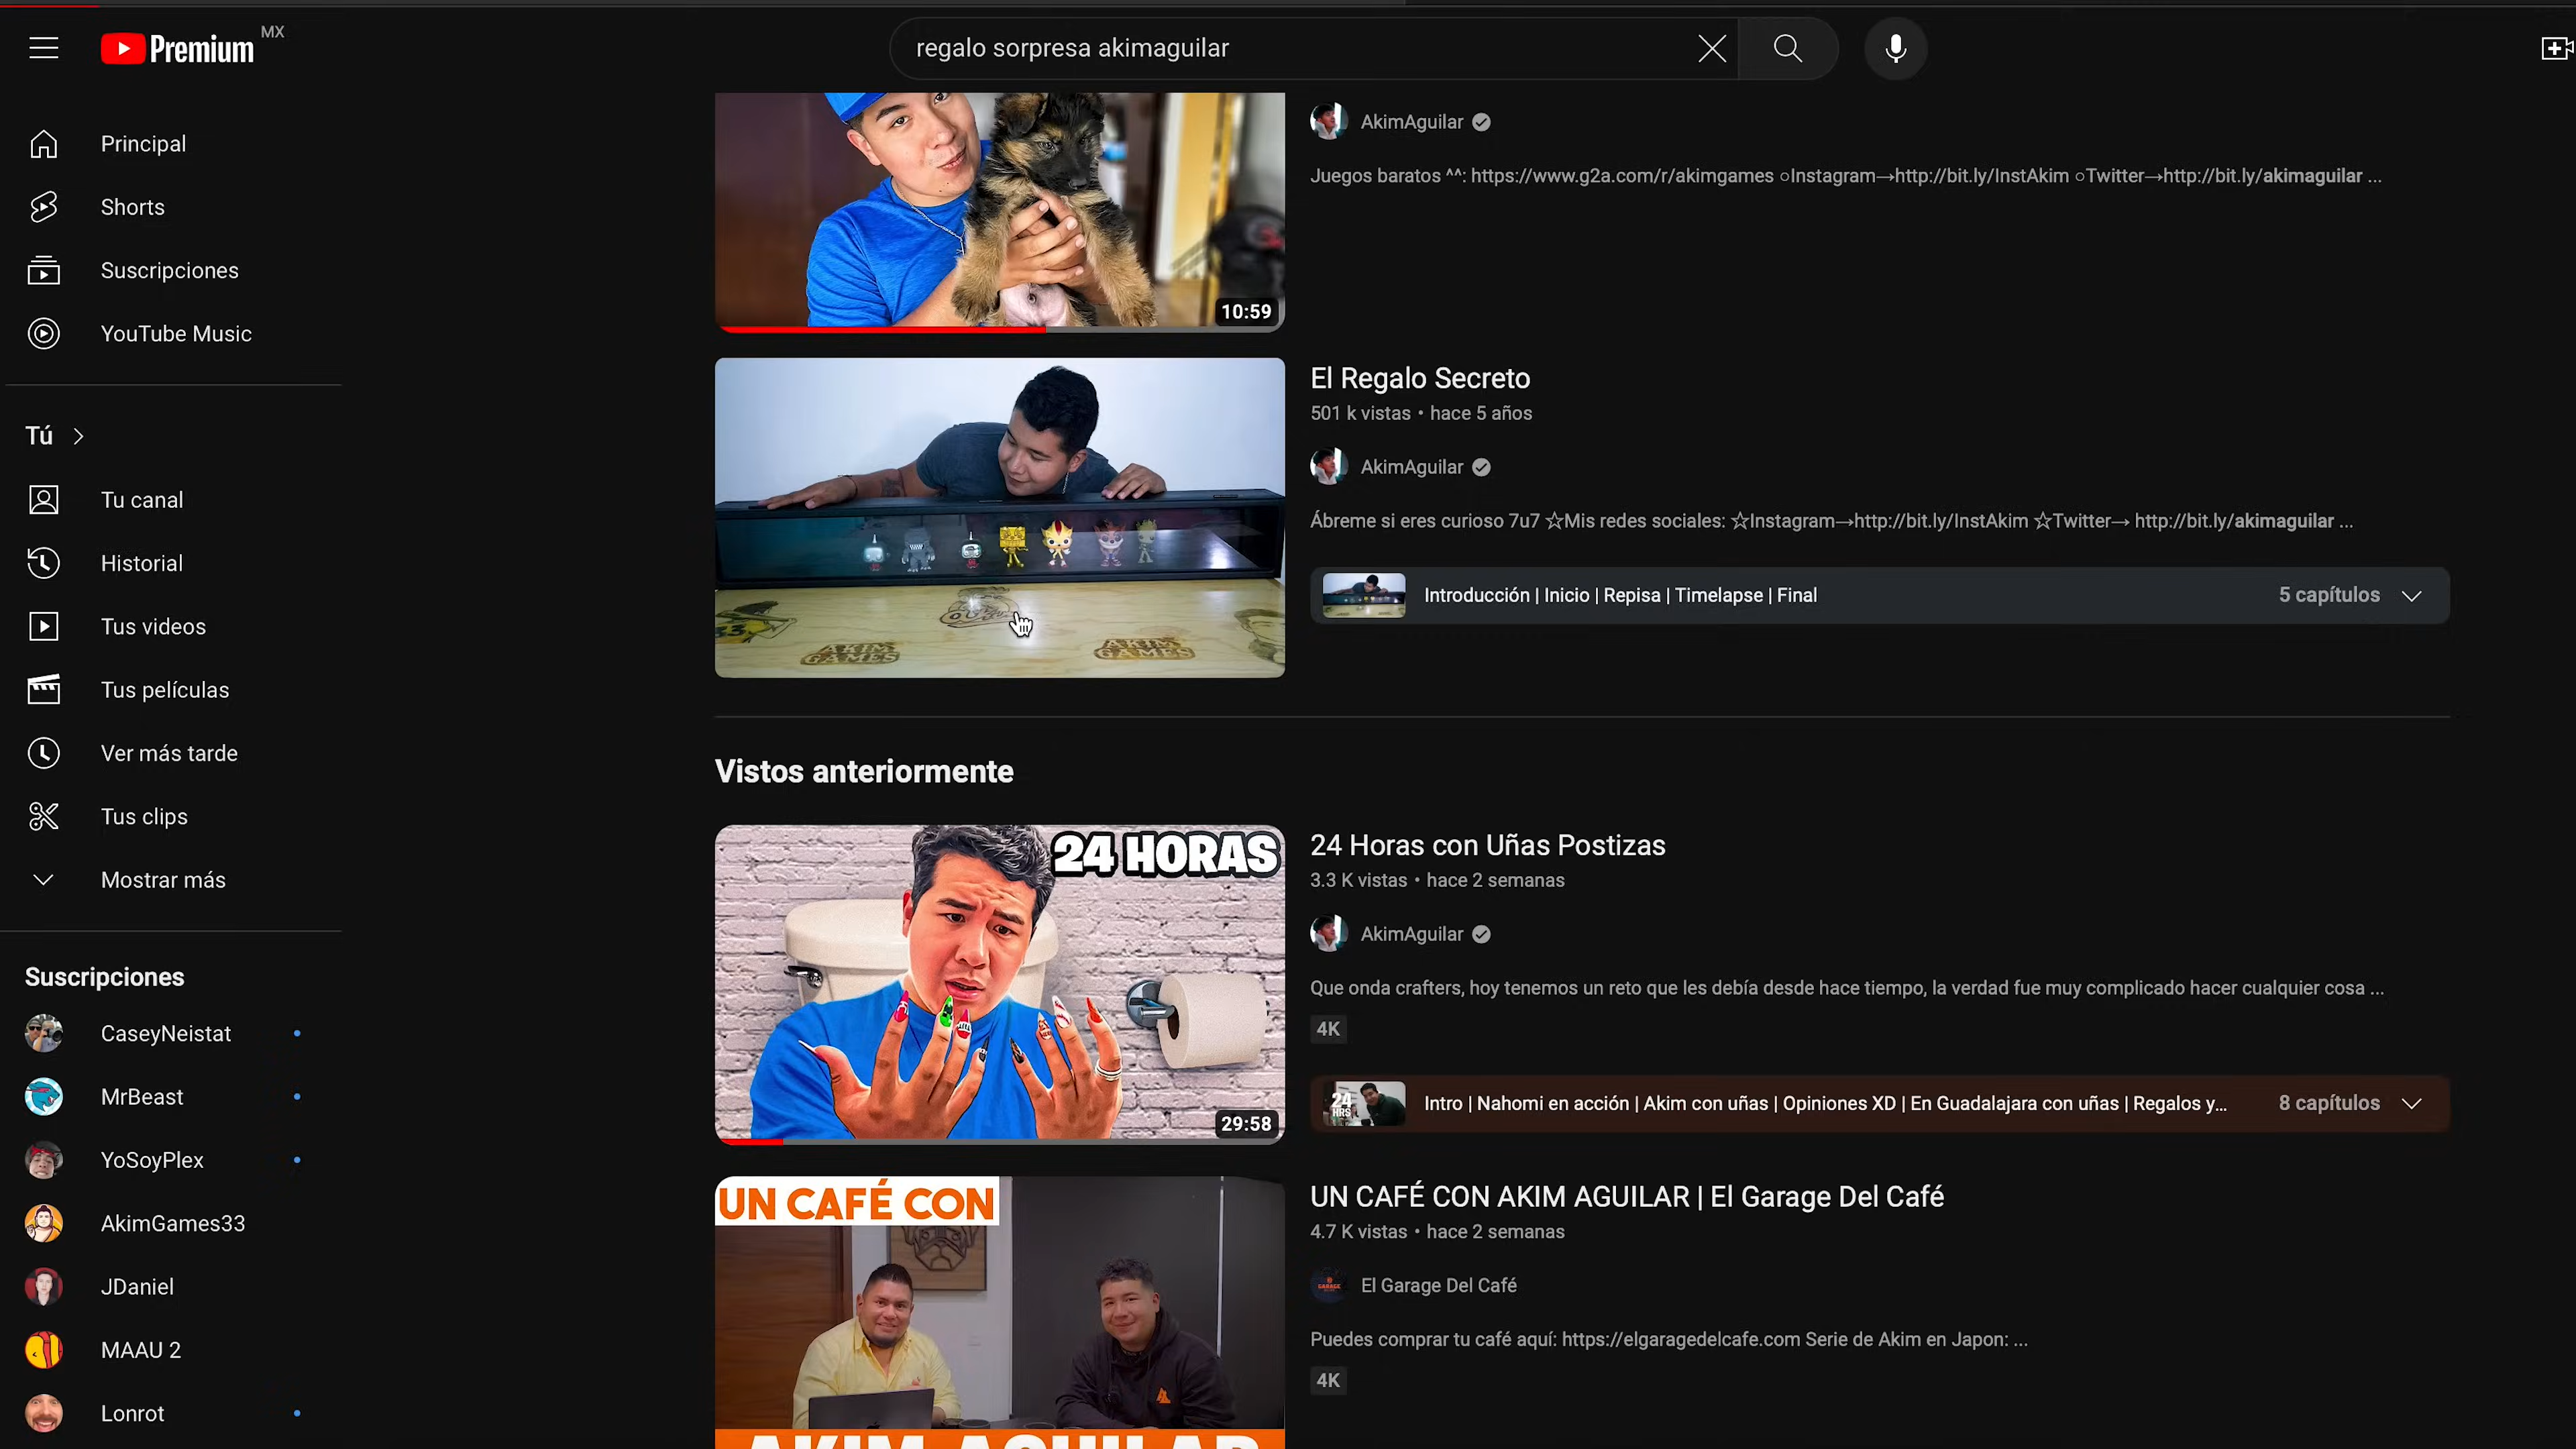 Premium MX
regalo sorpresa akimaguilar
Principal
Shorts
Suscripciones
YouTube Music
Tú
Tu canal
Historial
Tus videos
Tus películas
Ver más tarde
Tus clips
Mostrar más
Suscripciones
CaseyNeistat
MrBeast
YoSoyPlex
AkimGames33
JDaniel
MAAU 2
Lonrot
10:59
AkimAguilar
Juegos baratos ^^: https://www.g2a.com/r/akimgames ○Instagram→http://bit.ly/InstAkim ○Twitter→http://bit.ly/akimaguilar ...
AKIM GAMES
AKIM GAMES
El Regalo Secreto
501 k vistas • hace 5 años
AkimAguilar
Ábreme si eres curioso 7u7 ☆Mis redes sociales: ☆Instagram→http://bit.ly/InstAkim ☆Twitter→ http://bit.ly/akimaguilar ...
Introducción | Inicio | Repisa | Timelapse | Final
5 capítulos
Vistos anteriormente
24 HORAS
29:58
24 Horas con Uñas Postizas
3.3 K vistas • hace 2 semanas
AkimAguilar
Que onda crafters, hoy tenemos un reto que les debía desde hace tiempo, la verdad fue muy complicado hacer cualquier cosa ...
4K
24 HRS
Intro | Nahomi en acción | Akim con uñas | Opiniones XD | En Guadalajara con uñas | Regalos y...
8 capítulos
UN CAFÉ CON
AKIM AGUILAR
UN CAFÉ CON AKIM AGUILAR | El Garage Del Café
4.7 K vistas • hace 2 semanas
El Garage Del Café
Puedes comprar tu café aquí: https://elgaragedelcafe.com Serie de Akim en Japon: ...
4K